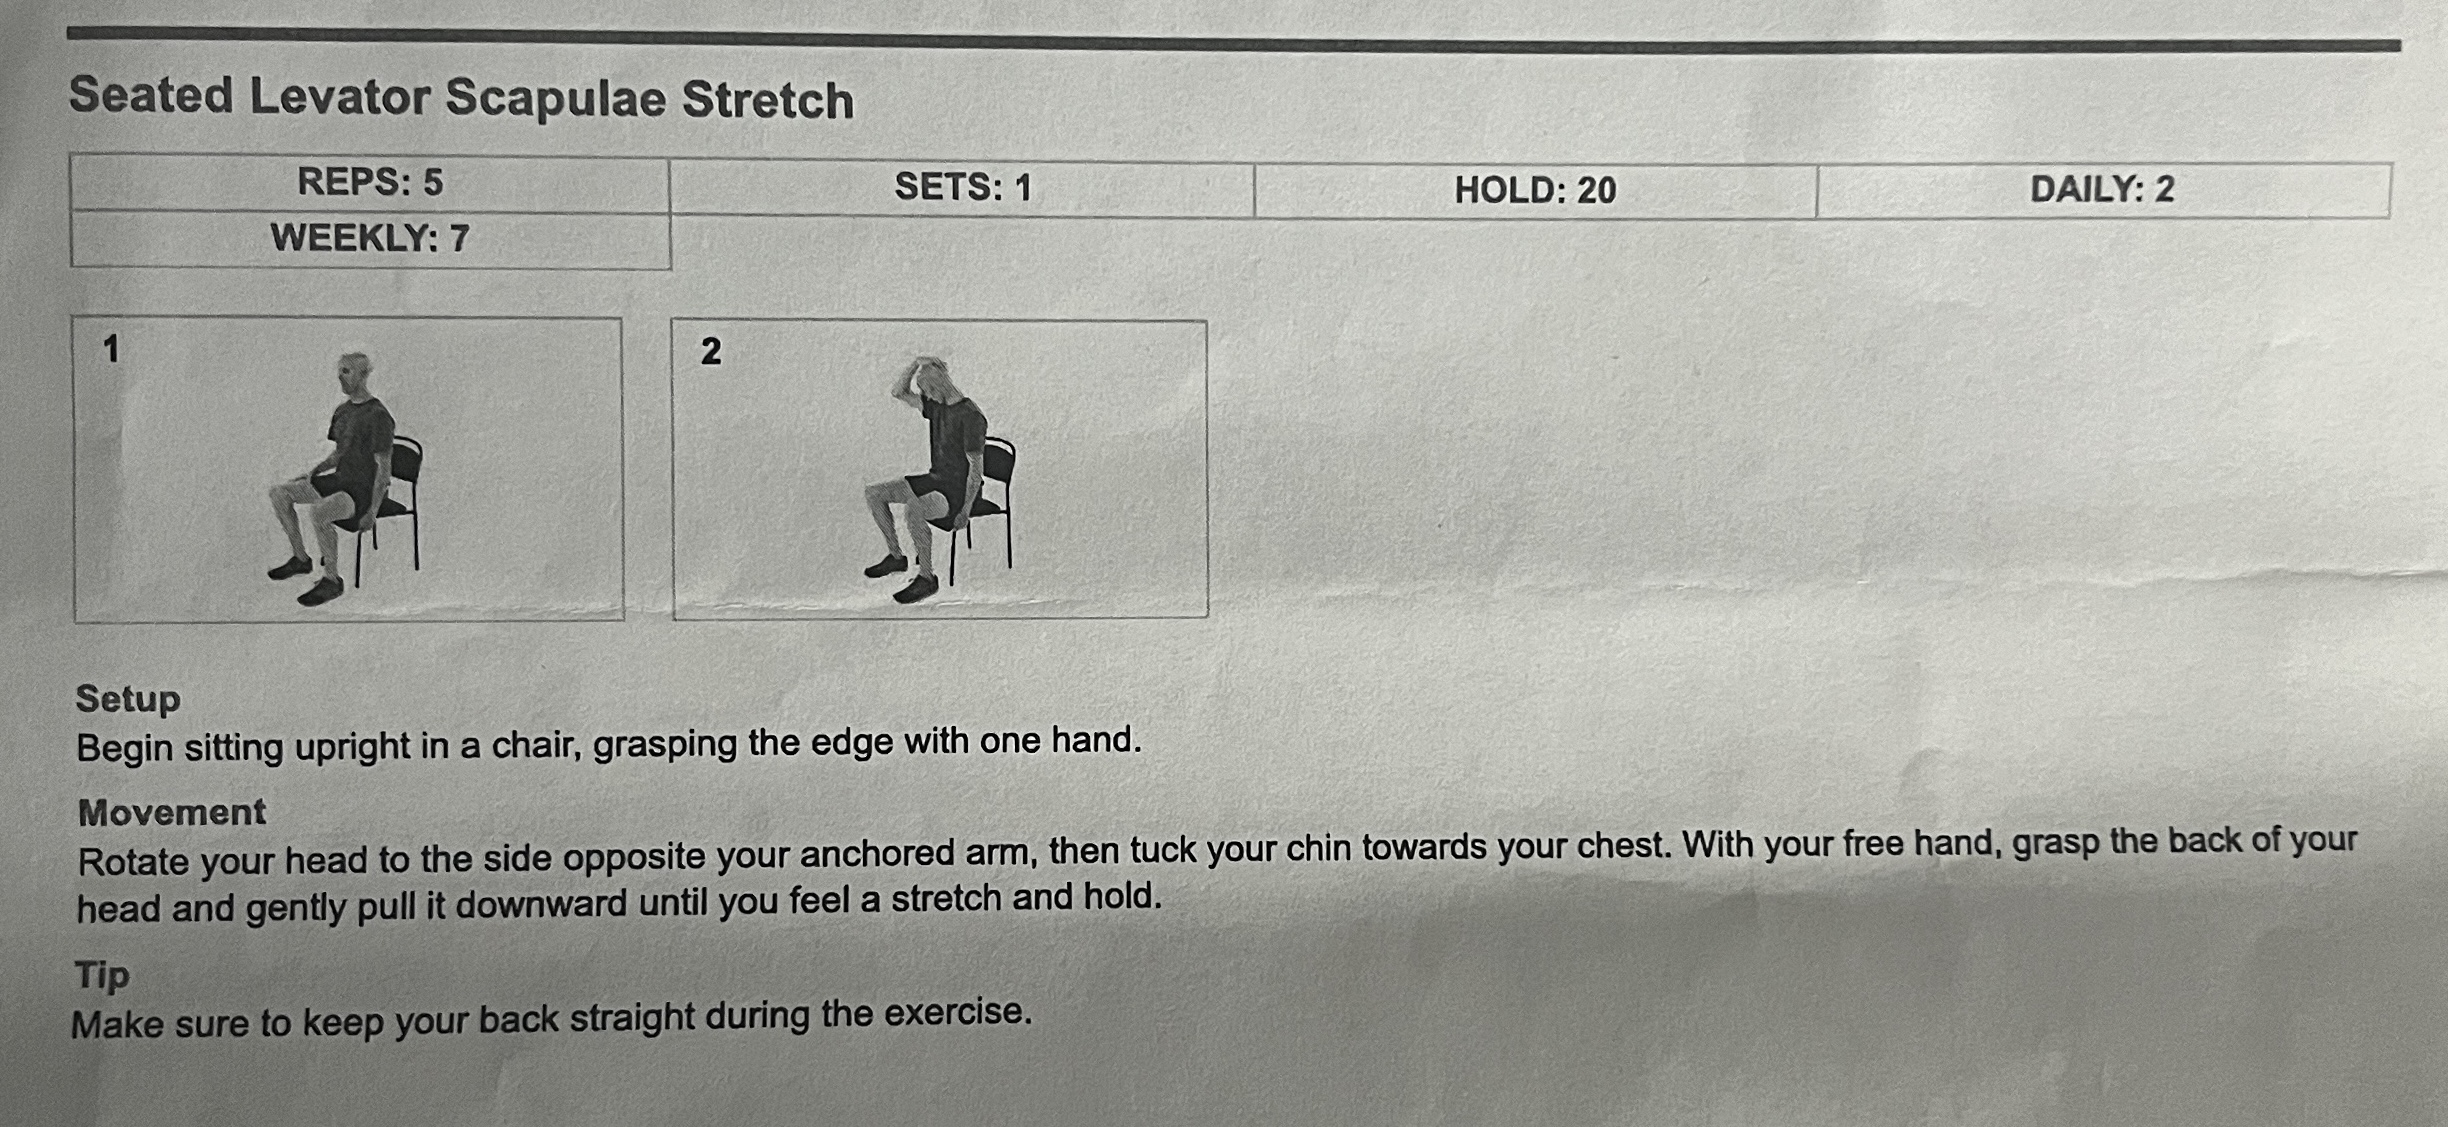 Seated Levator Scapulae Stretch
REPS: 5 SETS: 1 HOLD: 20 DAILY: 2
WEEKLY: 7
1 2
Setup
Begin sitting upright in a chair, grasping the edge with one hand.
Movement
Rotate your head to the side opposite your anchored arm, then tuck your chin towards your chest. With your free hand, grasp the back of your
head and gently pull it downward until you feel a stretch and hold.
Tip
Make sure to keep your back straight during the exercise.